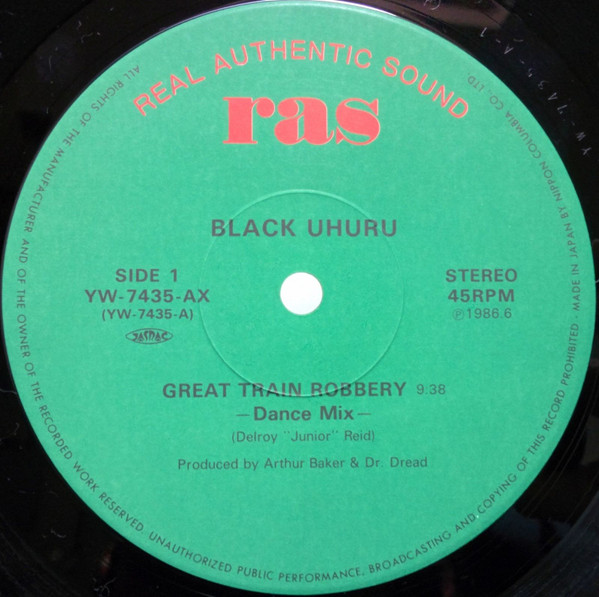 REAL AUTHENTIC SOUND
ras
BLACK UHURU
SIDE 1
YW-7435-AX
(YW-7435-A)
JASRAC
STEREO
45RPM
℗1986.6
GREAT TRAIN ROBBERY 9:38
—Dance Mix—
(Delroy "Junior" Reid)
Produced by Arthur Baker & Dr. Dread
ALL RIGHTS OF THE MANUFACTURER AND OF THE OWNER OF THE RECORDED WORK RESERVED. UNAUTHORIZED PUBLIC PERFORMANCE, BROADCASTING AND COPYING OF THIS RECORD PROHIBITED - MADE IN JAPAN BY NIPPON COLUMBIA CO., LTD.